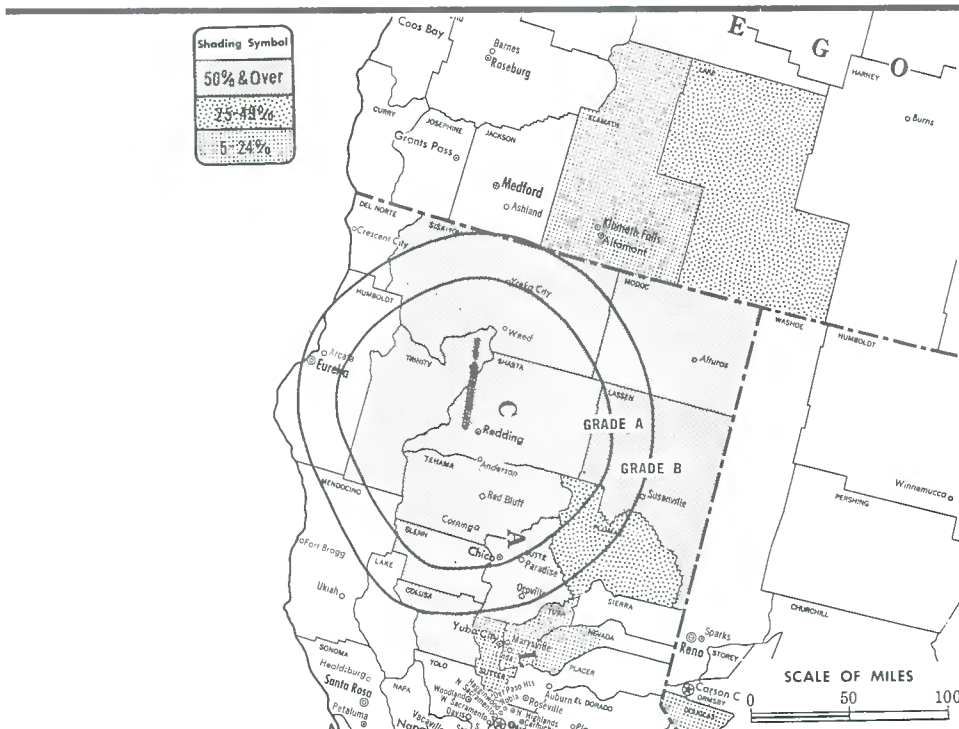 Shading Symbol
50% & Over
25-49%
5-24%
Coos Bay
Barnes
Roseburg
E
G
O
LAKE
HARNEY
Burns
CURRY
JOSEPHINE
JACKSON
KLAMATH
Grants Pass
Medford
Ashland
Klamath Falls
Altamont
DEL NORTE
Crescent City
SISKIYOU
MODOC
WASHOE
HUMBOLDT
HUMBOLDT
Yreka City
Weed
Alturas
Arcata
Eureka
TRINITY
SHASTA
LASSEN
C
GRADE A
Redding
GRADE B
TEHAMA
Anderson
Susanville
Winnemucca
Red Bluff
MENDOCINO
PERSHING
Corning
PLUMAS
GLENN
A
Chico
BUTTE
Paradise
Fort Bragg
LAKE
Oroville
Ukiah
COLUSA
SIERRA
CHURCHILL
YUBA
Yuba City
Marysville
NEVADA
Sparks
Reno
STOREY
SONOMA
YOLO
SUTTER
PLACER
Healdsburg
NAPA
SCALE OF MILES
Santa Rosa
Woodland
Roseville
Auburn
EL DORADO
Carson C
ORMSBY
Petaluma
Vacaville
Davis
W Sacramento
N Highlands
DOUGLAS
0
50
100